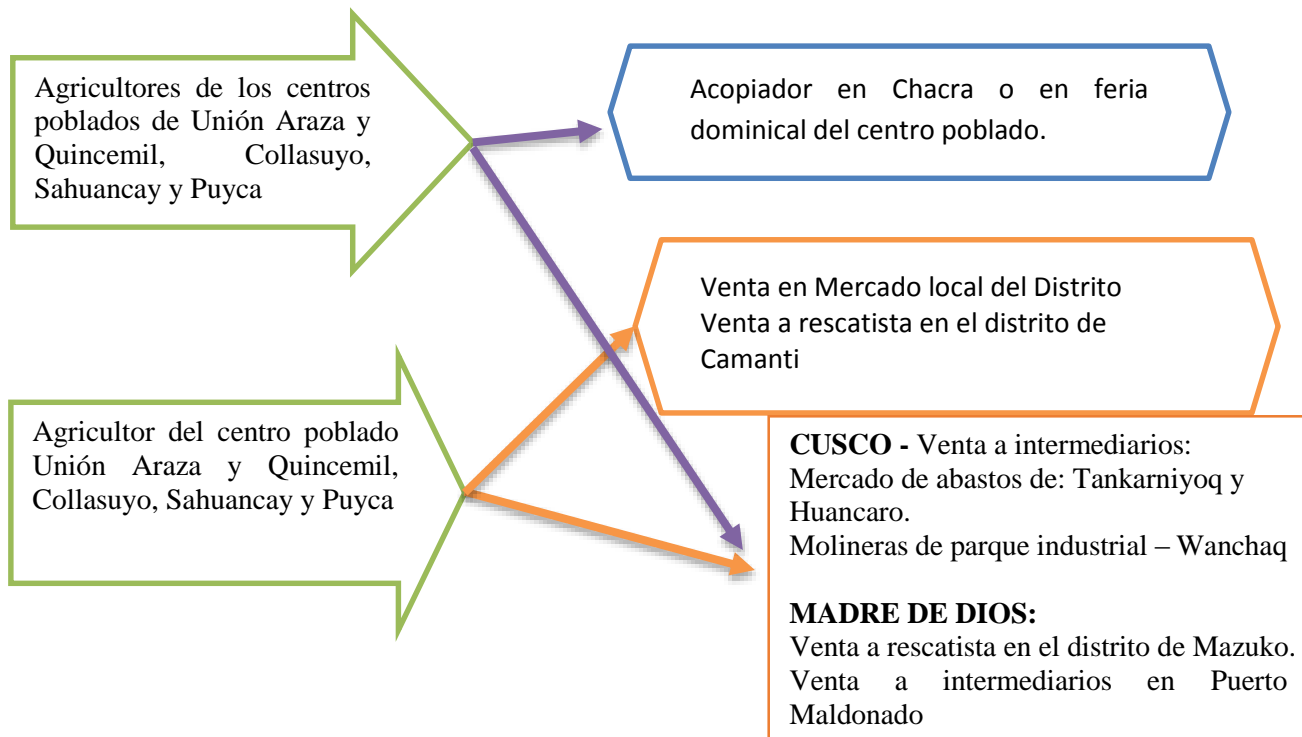 Agricultores de los centros
poblados de Unión Araza y
Quincemil, Collasuyo,
Sahuancay y Puyca
Acopiador en Chacra o en feria
dominical del centro poblado.
Venta en Mercado local del Distrito
Venta a rescatista en el distrito de
Camanti
Agricultor del centro poblado
Unión Araza y Quincemil,
Collasuyo, Sahuancay y Puyca
CUSCO - Venta a intermediarios:
Mercado de abastos de: Tankarniyoq y
Huancaro.
Molineras de parque industrial – Wanchaq
MADRE DE DIOS:
Venta a rescatista en el distrito de Mazuko.
Venta a intermediarios en Puerto
Maldonado